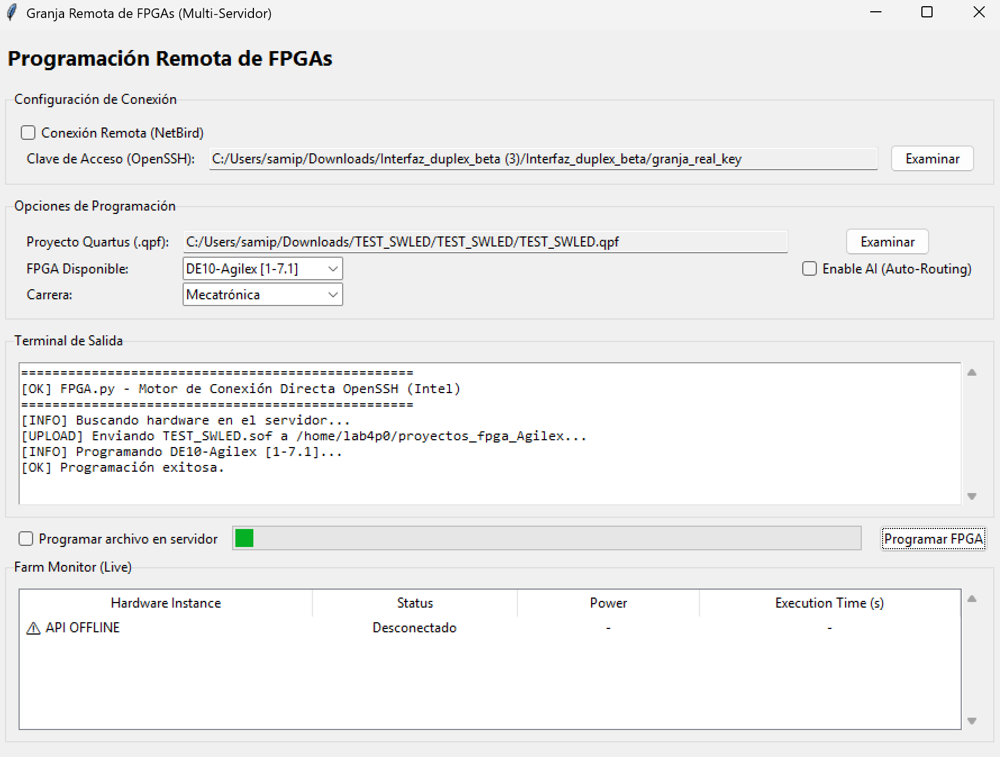 Granja Remota de FPGAs (Multi-Servidor)
Programación Remota de FPGAs
Configuración de Conexión
Conexión Remota (NetBird)
Clave de Acceso (OpenSSH): C:/Users/samip/Downloads/Interfaz_duplex_beta (3)/Interfaz_duplex_beta/granja_real_key Examinar
Opciones de Programación
Proyecto Quartus (.qpf): C:/Users/samip/Downloads/TEST_SWLED/TEST_SWLED/TEST_SWLED.qpf Examinar
FPGA Disponible: DE10-Agilex [1-7.1] Enable AI (Auto-Routing)
Carrera: Mecatrónica
Terminal de Salida
==================================================
[OK] FPGA.py - Motor de Conexión Directa OpenSSH (Intel)
==================================================
[INFO] Buscando hardware en el servidor...
[UPLOAD] Enviando TEST_SWLED.sof a /home/lab4p0/proyectos_fpga_Agilex...
[INFO] Programando DE10-Agilex [1-7.1]...
[OK] Programación exitosa.
Programar archivo en servidor Programar FPGA
Farm Monitor (Live)
Hardware Instance Status Power Execution Time (s)
⚠ API OFFLINE Desconectado - -